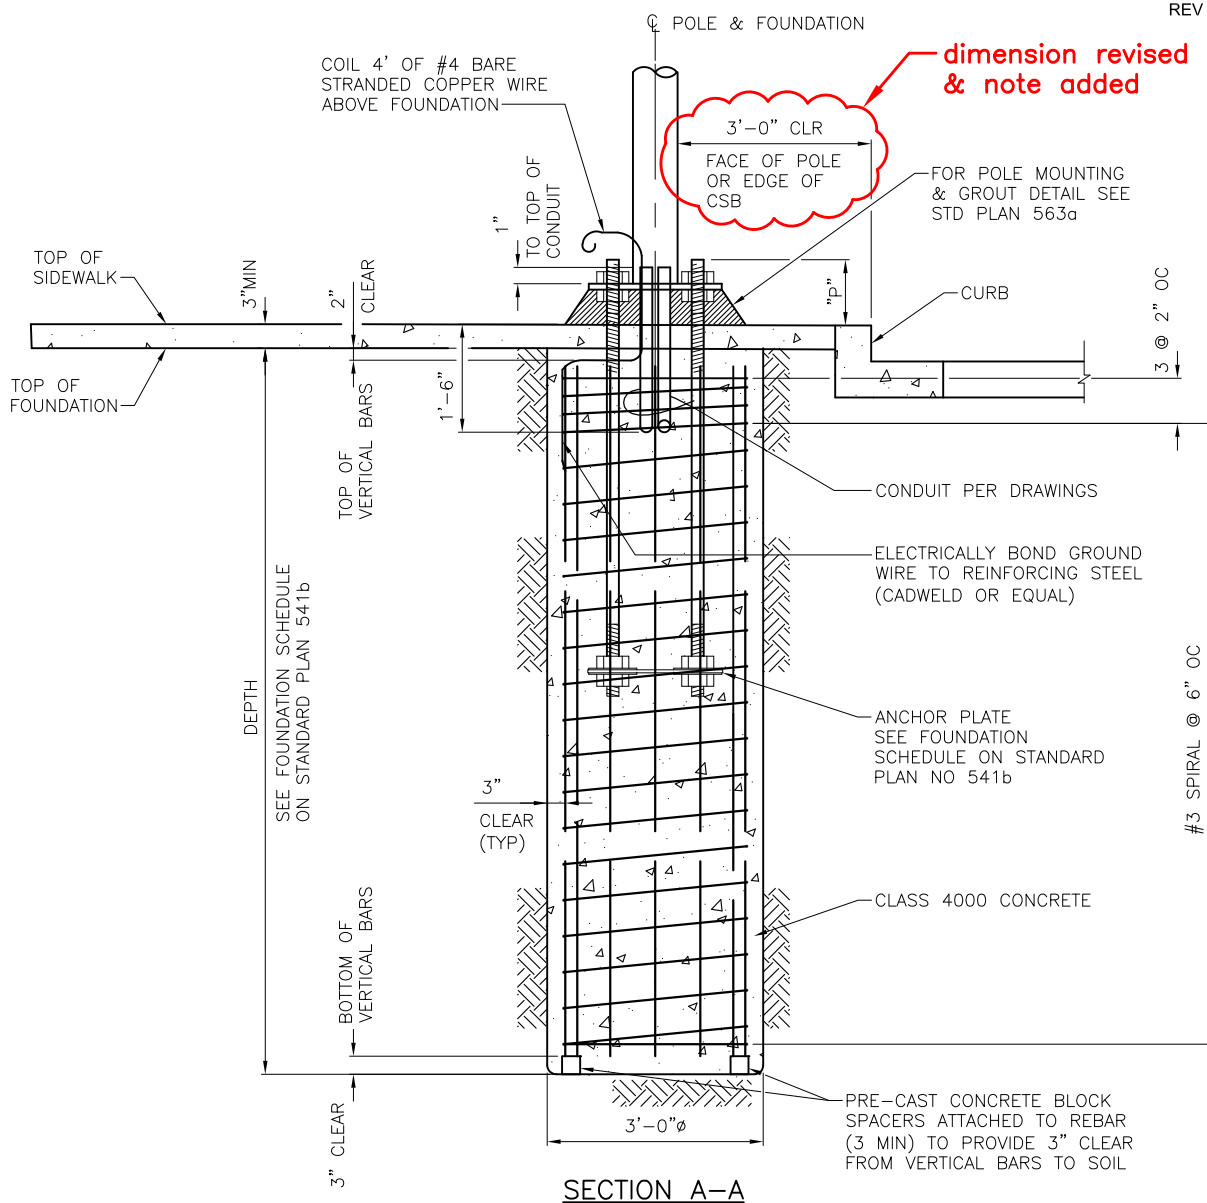 REV
℄ POLE & FOUNDATION
dimension revised
& note added
COIL 4' OF #4 BARE
STRANDED COPPER WIRE
ABOVE FOUNDATION
3'-0" CLR
FACE OF POLE
OR EDGE OF
CSB
FOR POLE MOUNTING
& GROUT DETAIL SEE
STD PLAN 563a
1"
TO TOP OF
CONDUIT
TOP OF
SIDEWALK
3"MIN
2"
CLEAR
"P"
CURB
3 @ 2" OC
TOP OF
FOUNDATION
1'-6"
TOP OF
VERTICAL BARS
CONDUIT PER DRAWINGS
ELECTRICALLY BOND GROUND
WIRE TO REINFORCING STEEL
(CADWELD OR EQUAL)
DEPTH
SEE FOUNDATION SCHEDULE
ON STANDARD PLAN 541b
#3 SPIRAL @ 6" OC
ANCHOR PLATE
SEE FOUNDATION
SCHEDULE ON STANDARD
PLAN NO 541b
3"
CLEAR
(TYP)
CLASS 4000 CONCRETE
BOTTOM OF
VERTICAL BARS
3" CLEAR
3'-0"ø
PRE-CAST CONCRETE BLOCK
SPACERS ATTACHED TO REBAR
(3 MIN) TO PROVIDE 3" CLEAR
FROM VERTICAL BARS TO SOIL
SECTION A-A